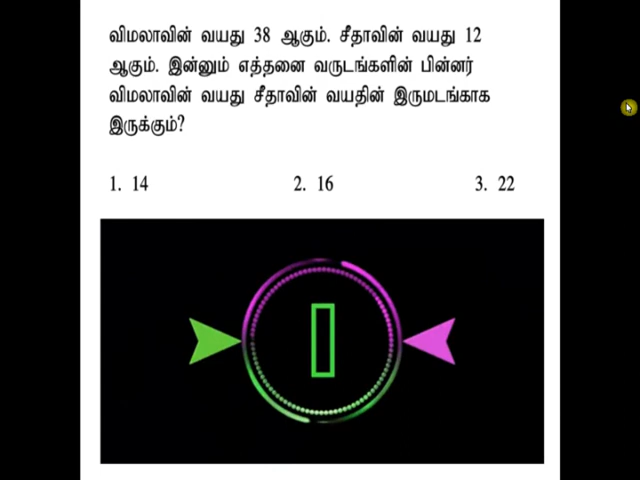 விமலாவின் வயது 38 ஆகும். சீதாவின் வயது 12
ஆகும். இன்னும் எத்தனை வருடங்களின் பின்னர்
விமலாவின் வயது சீதாவின் வயதின் இருமடங்காக
இருக்கும்?
1. 14 2. 16 3. 22